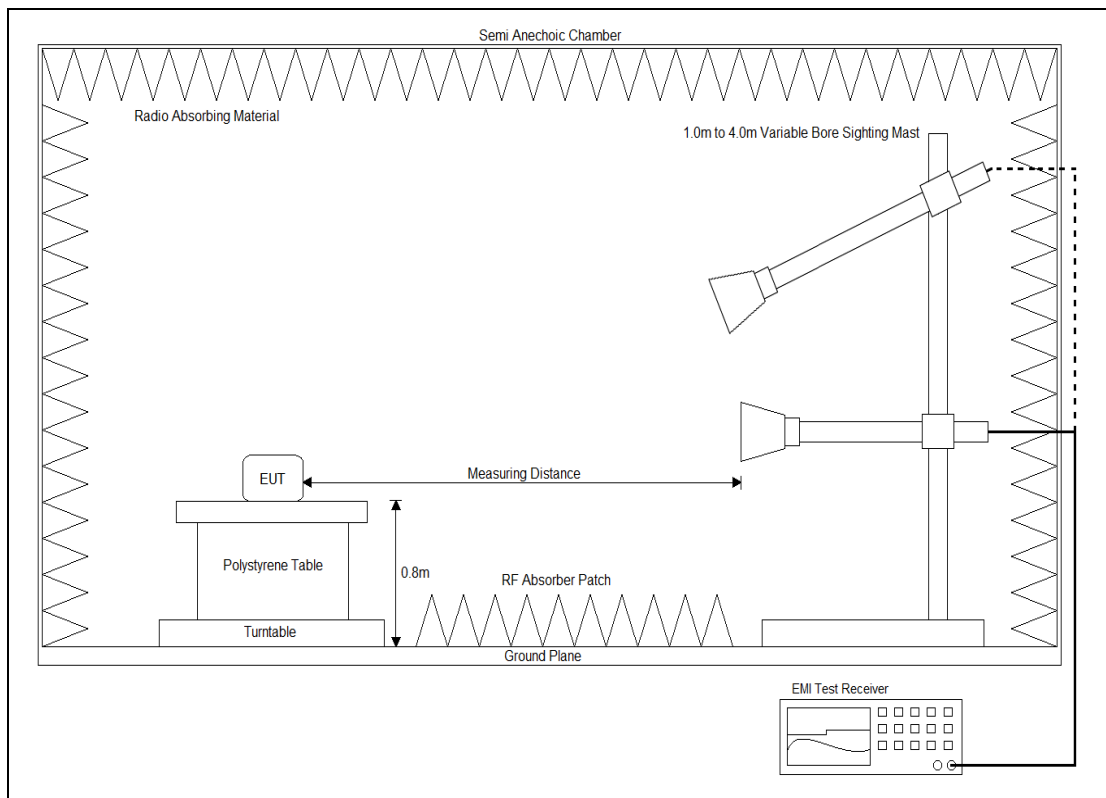 Semi Anechoic Chamber
Radio Absorbing Material
1.0m to 4.0m Variable Bore Sighting Mast
EUT
Measuring Distance
Polystyrene Table
0.8m
RF Absorber Patch
Turntable
Ground Plane
EMI Test Receiver